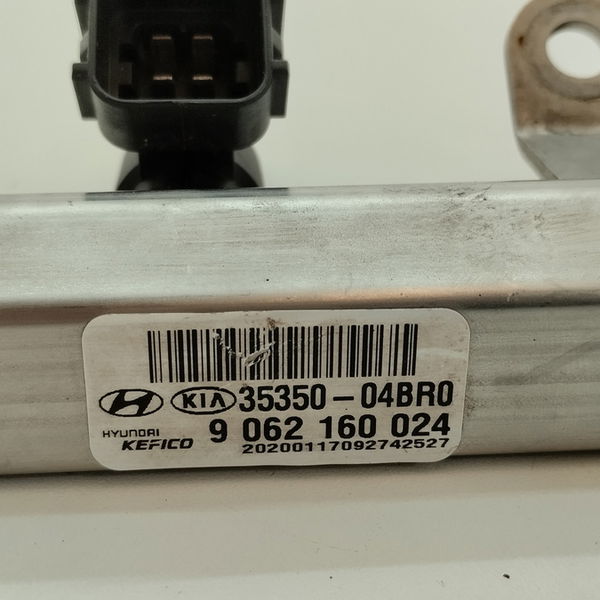 KIA 35350-04BR0
HYUNDAI
KEFICO 9 062 160 024
20200117092742527